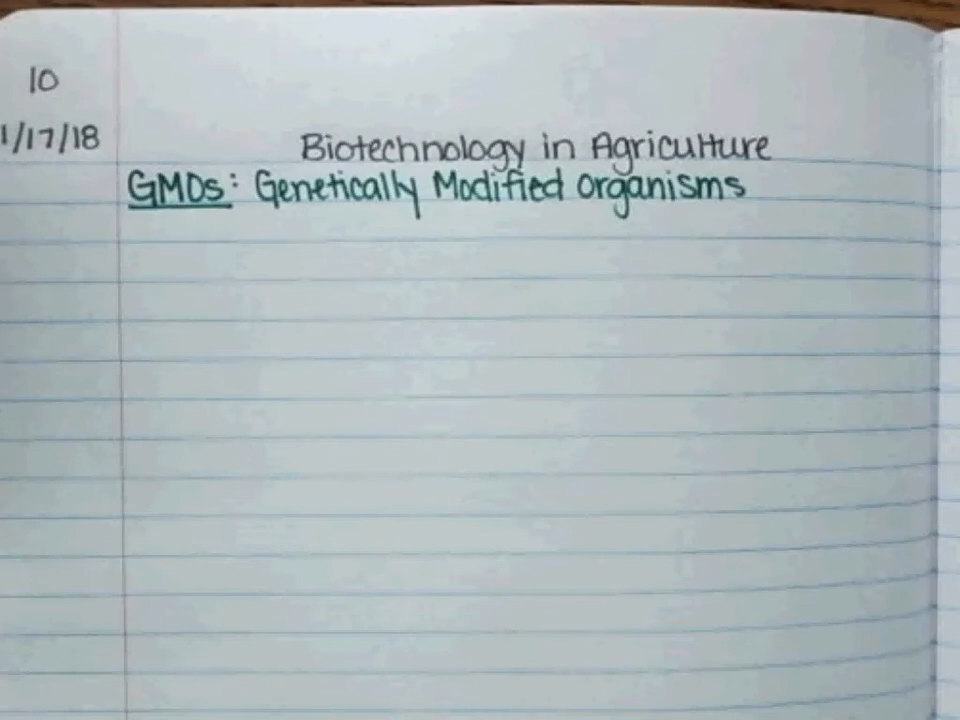 10
1/17/18
Biotechnology in Agriculture
GMOs: Genetically Modified Organisms